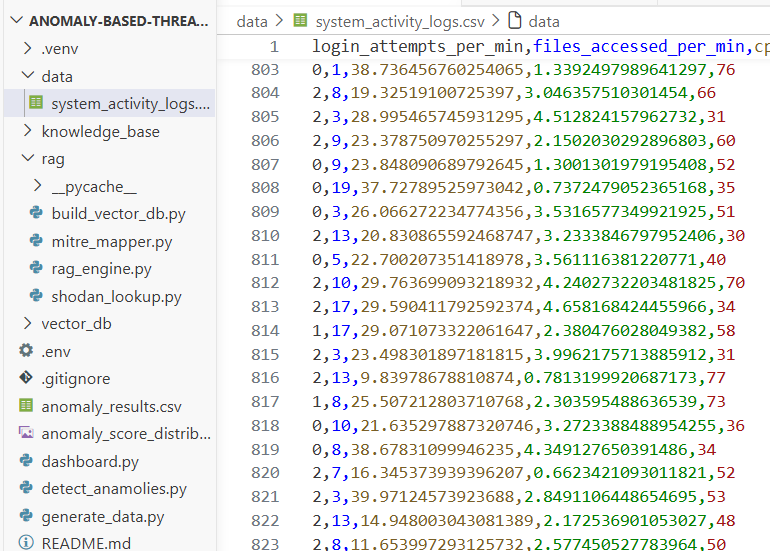 ANOMALY-BASED-THREA...
.venv
data
system_activity_logs....
knowledge_base
rag
__pycache__
build_vector_db.py
mitre_mapper.py
rag_engine.py
shodan_lookup.py
vector_db
.env
.gitignore
anomaly_results.csv
anomaly_score_distrib...
dashboard.py
detect_anamolies.py
generate_data.py
README.md
data > system_activity_logs.csv > data
1 login_attempts_per_min,files_accessed_per_min,cp
803 0,1,38.736456760254065,1.3392497989641297,76
804 2,8,19.32519100725397,3.046357510301454,66
805 2,3,28.995465745931295,4.512824157962732,31
806 2,9,23.378750970255297,2.1502030292896803,60
807 0,9,23.848090689792645,1.3001301979195408,52
808 0,19,37.72789525973042,0.7372479052365168,35
809 0,3,26.066272234774356,3.5316577349921925,51
810 2,13,20.830865592468747,3.2333846797952406,30
811 0,5,22.700207351418978,3.561116381220771,40
812 2,10,29.763699093218932,4.2402732203481825,70
813 2,17,29.590411792592374,4.658168424455966,34
814 1,17,29.071073322061647,2.380476028049382,58
815 2,3,23.498301897181815,3.9962175713885912,31
816 2,13,9.83978678810874,0.7813199920687173,77
817 1,8,25.507212803710768,2.303595488636539,73
818 0,10,21.635297887320746,3.2723388488954255,36
819 0,8,38.67831099946235,4.349127650391486,34
820 2,7,16.345373939396207,0.6623421093011821,52
821 2,3,39.97124573923688,2.8491106448654695,53
822 2,13,14.948003043081389,2.172536901053027,48
823 2,8,11.653997293125732,2.577450527783964,50